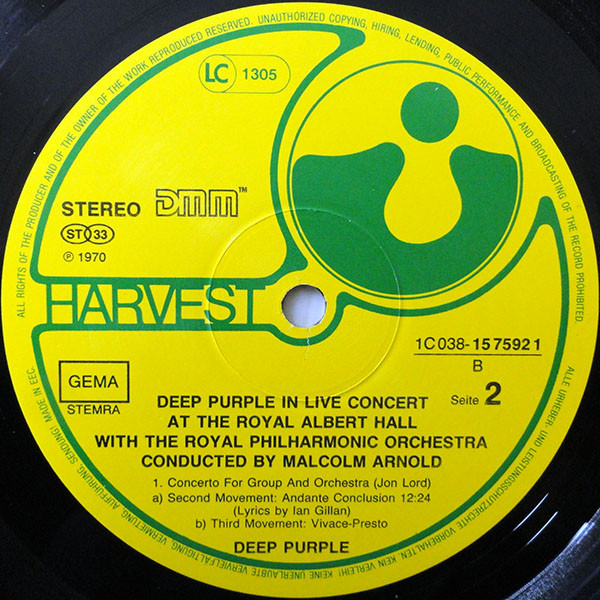 ALL RIGHTS OF THE PRODUCER AND OF THE OWNER OF THE WORK REPRODUCED RESERVED. UNAUTHORIZED COPYING, HIRING, LENDING, PUBLIC PERFORMANCE AND BROADCASTING OF THE RECORD PROHIBITED.
LC 1305
STEREO DMM™
ST 33
℗ 1970
HARVEST
1C 038-15 7592 1
B
GEMA
STEMRA
Seite 2
DEEP PURPLE IN LIVE CONCERT
AT THE ROYAL ALBERT HALL
WITH THE ROYAL PHILHARMONIC ORCHESTRA
CONDUCTED BY MALCOLM ARNOLD
1. Concerto For Group And Orchestra (Jon Lord)
a) Second Movement: Andante Conclusion 12:24
(Lyrics by Ian Gillan)
b) Third Movement: Vivace-Presto
DEEP PURPLE
ALLE URHEBER- UND LEISTUNGSSCHUTZRECHTE VORBEHALTEN. KEIN VERLEIH! KEINE UNERLAUBTE VERVIELFÄLTIGUNG, VERMIETUNG, AUFFÜHRUNG, SENDUNG! MADE IN EEC.